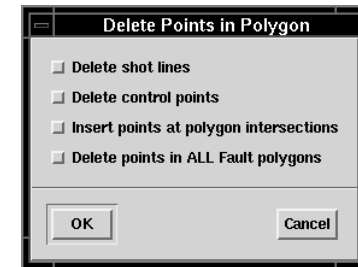 Delete Points in Polygon
Delete shot lines
Delete control points
Insert points at polygon intersections
Delete points in ALL Fault polygons
OK
Cancel